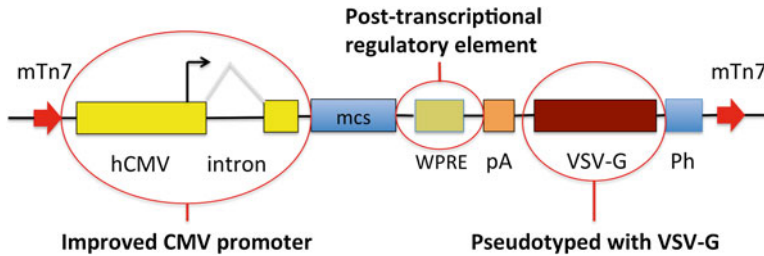 Post-transcriptional
regulatory element
mTn7
mTn7
mcs
hCMV
intron
WPRE
pA
VSV-G
Ph
Improved CMV promoter
Pseudotyped with VSV-G